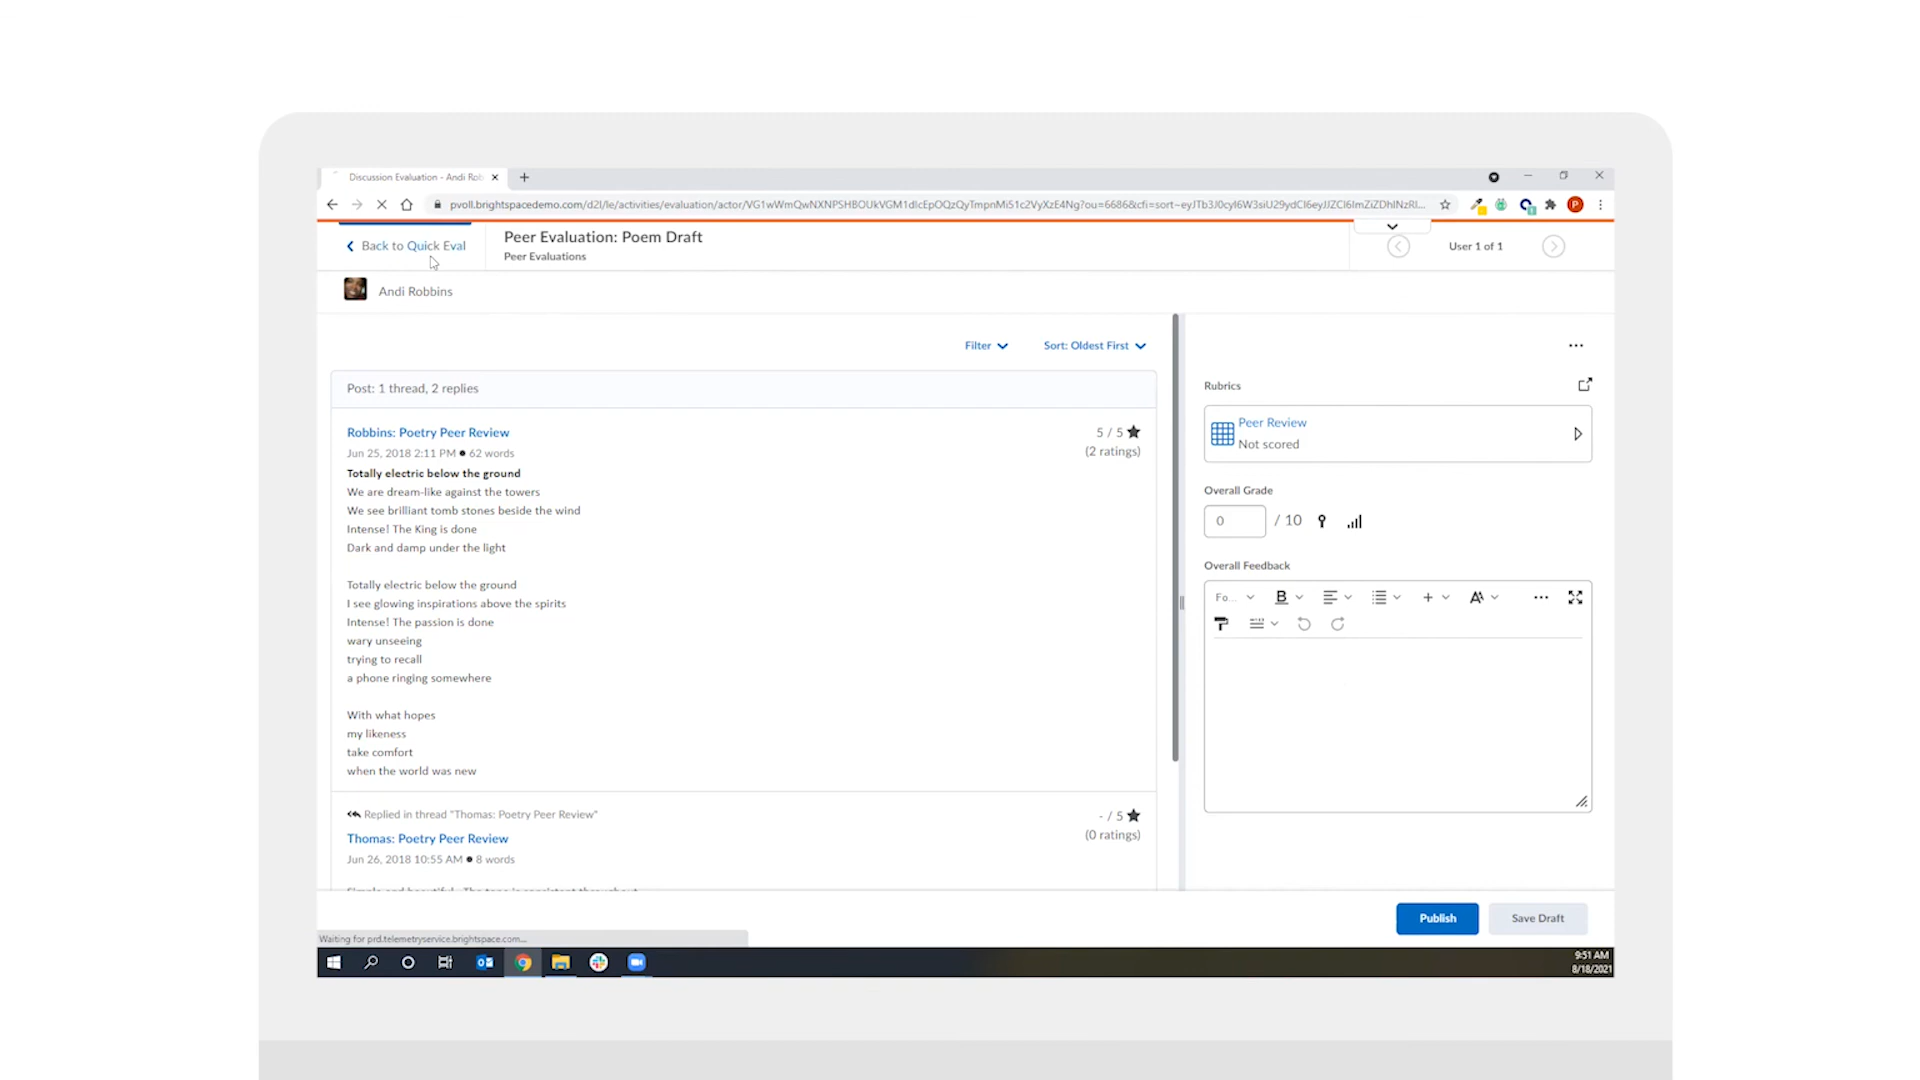 Discussion Evaluation - Andi Rob
Back to Quick Eval
Peer Evaluation: Poem Draft
Peer Evaluations
User 1 of 1
Andi Robbins
Filter
Sort: Oldest First
Post: 1 thread, 2 replies
Robbins: Poetry Peer Review
5 / 5
Jun 25, 2018 2:11 PM • 62 words
(2 ratings)
Totally electric below the ground
We are dream-like against the towers
We see brilliant tomb stones beside the wind
Intense! The King is done
Dark and damp under the light
Totally electric below the ground
I see glowing inspirations above the spirits
Intense! The passion is done
wary unseeing
trying to recall
a phone ringing somewhere
With what hopes
my likeness
take comfort
when the world was new
Replied in thread "Thomas: Poetry Peer Review"
- / 5
Thomas: Poetry Peer Review
(0 ratings)
Jun 26, 2018 10:55 AM • 8 words
Rubrics
Peer Review
Not scored
Overall Grade
0 / 10
Overall Feedback
Fo...
Publish
Save Draft
Waiting for prd.telemetryservice.brightspace.com...
9:51 AM
8/18/2021